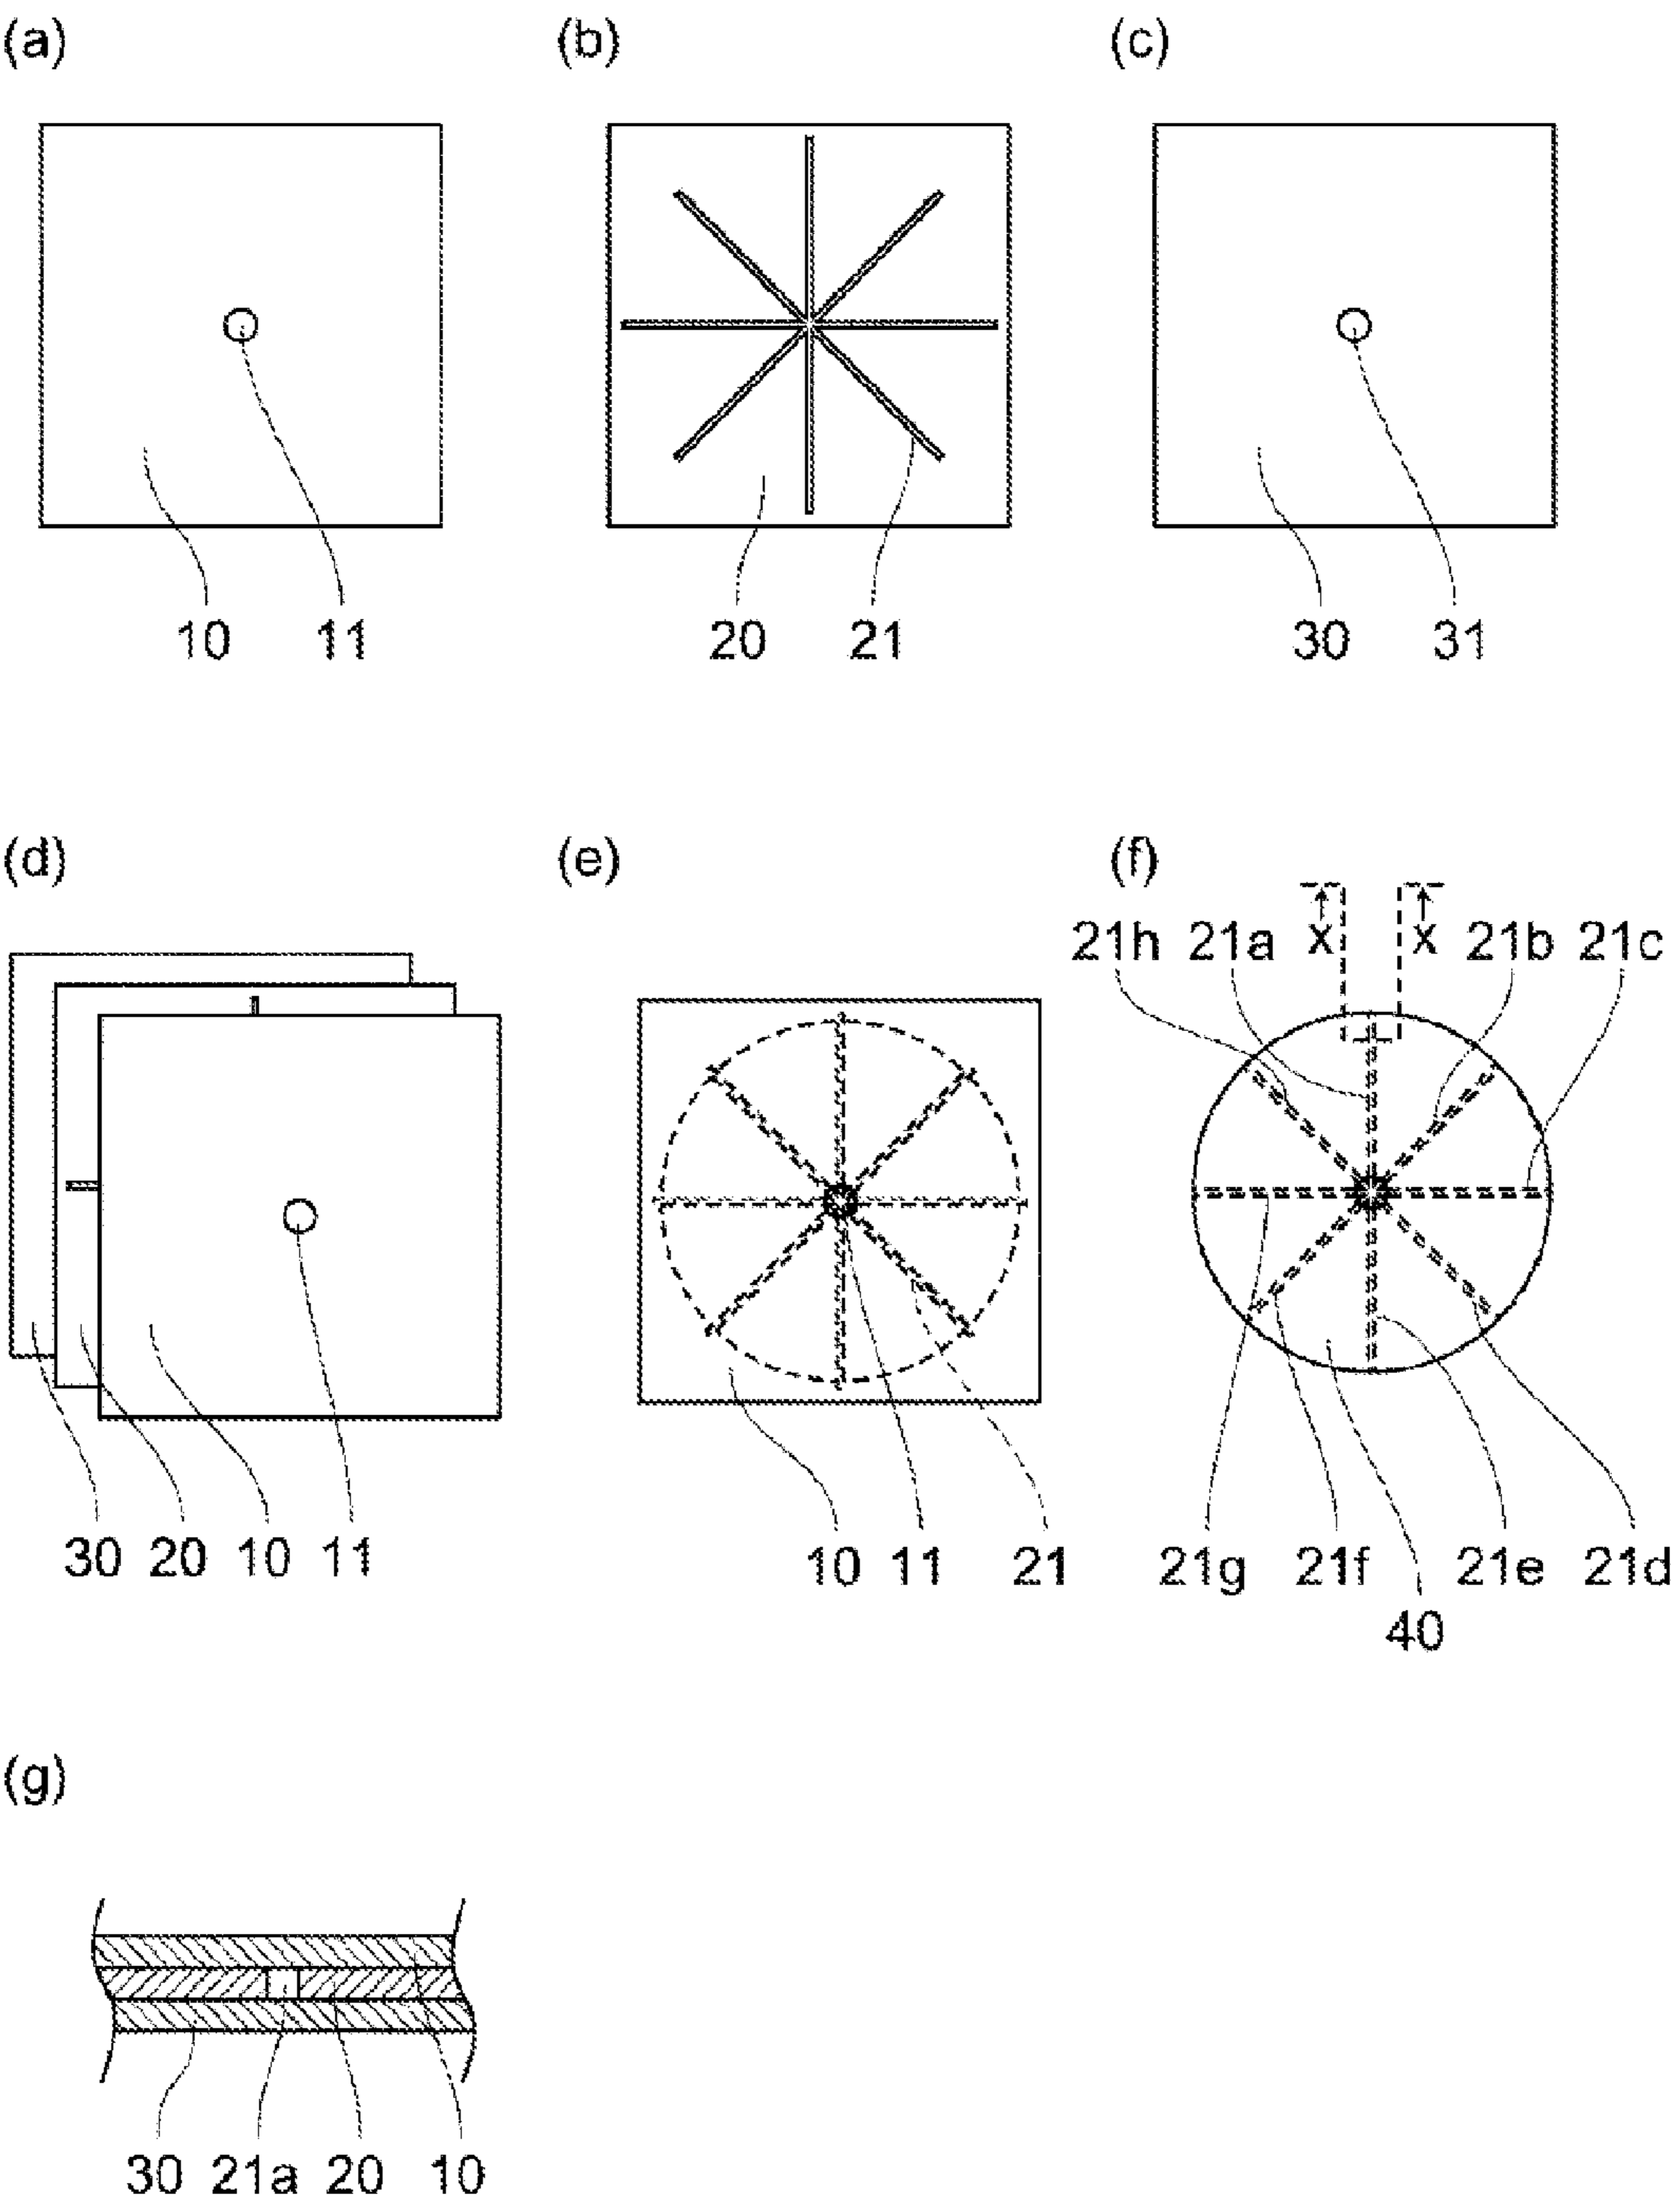 (a) (b) (c)
10 11 20 21 30 31
(d) (e) (f)
21h 21a X X 21b 21c
30 20 10 11 10 11 21 21g 21f 21e 21d
40
(g)
30 21a 20 10